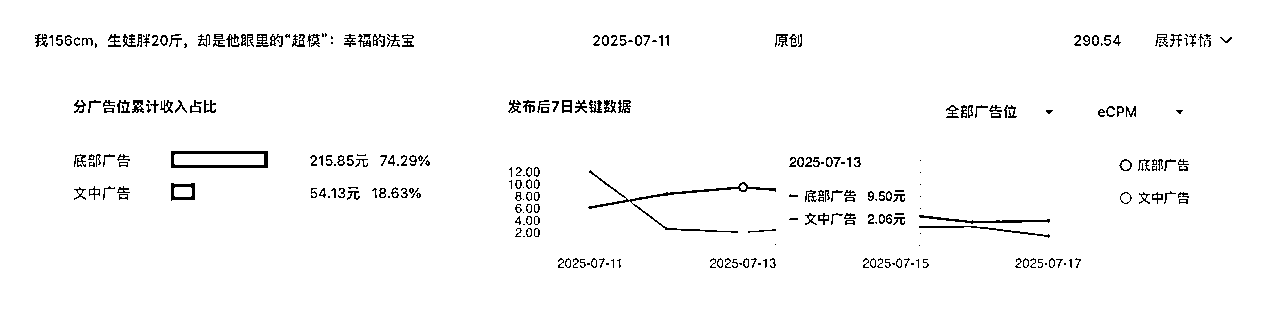 我156cm，生娃胖20斤，却是他眼里的“超模”：幸福的法宝 2025-07-11 原创 290.54 展开详情
分广告位累计收入占比
底部广告 215.85元 74.29%
文中广告 54.13元 18.63%
发布后7日关键数据
全部广告位 eCPM
12.00
10.00
8.00
6.00
4.00
2.00
2025-07-13
底部广告 9.50元
文中广告 2.06元
底部广告
文中广告
2025-07-11 2025-07-13 2025-07-15 2025-07-17